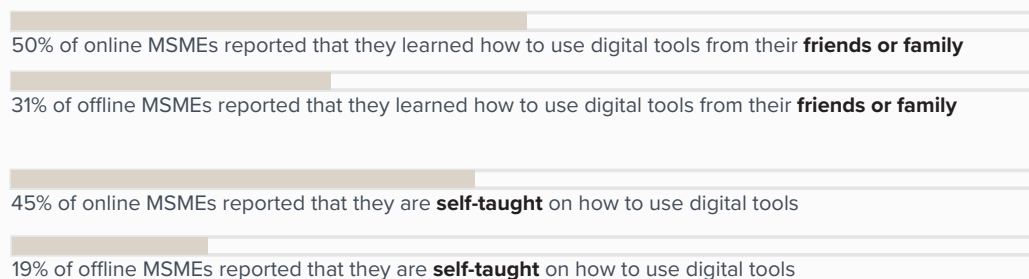 50% of online MSMEs reported that they learned how to use digital tools from their friends or family
31% of offline MSMEs reported that they learned how to use digital tools from their friends or family
45% of online MSMEs reported that they are self-taught on how to use digital tools
19% of offline MSMEs reported that they are self-taught on how to use digital tools